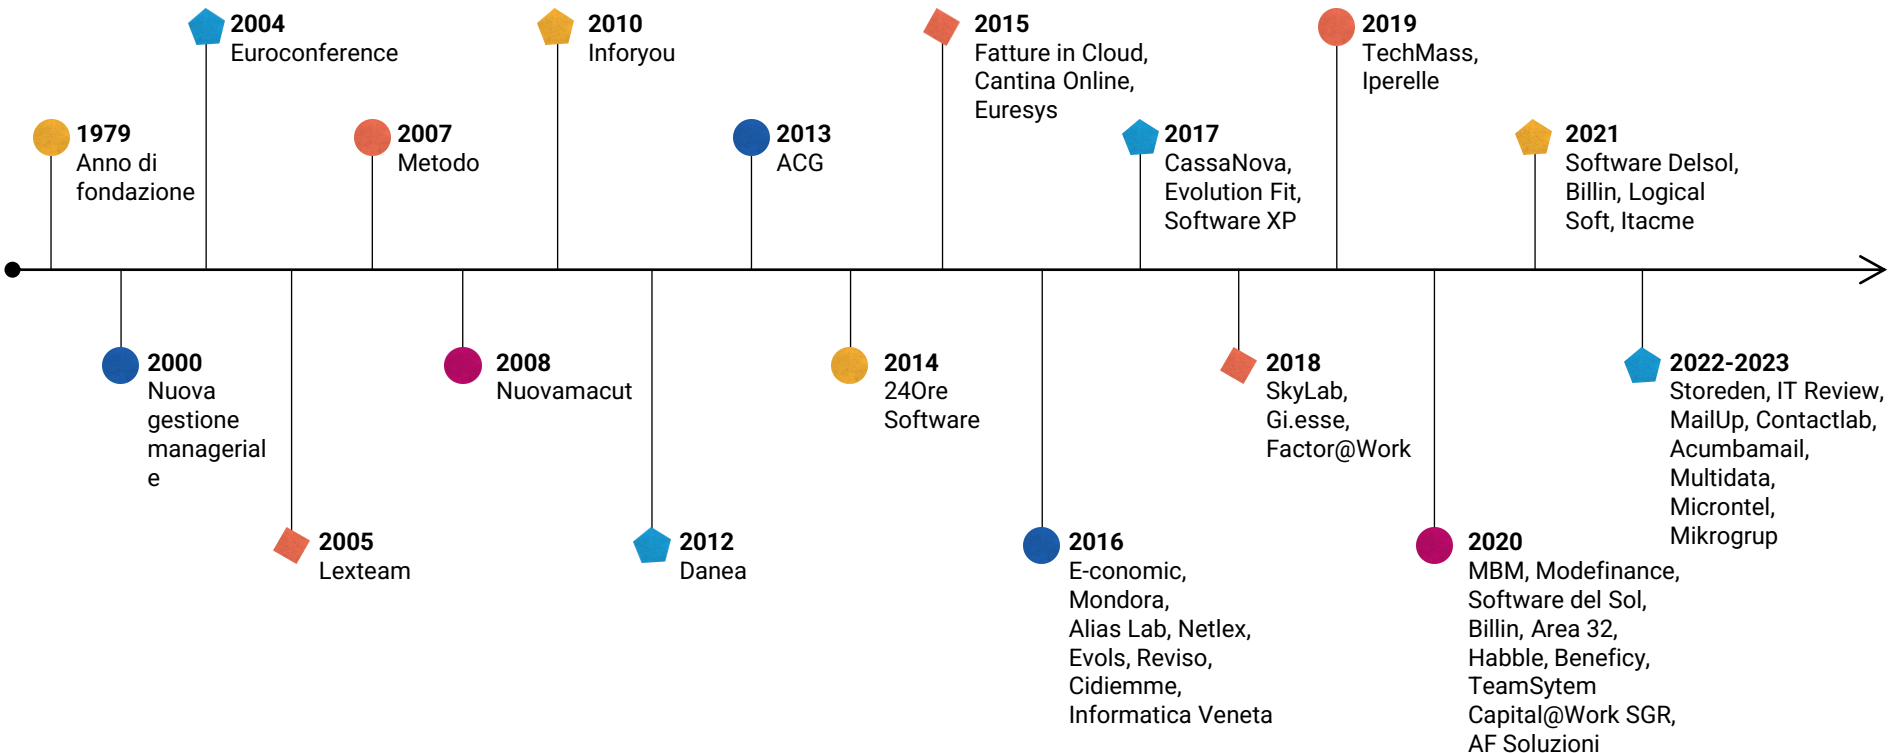 1979
Anno di
fondazione
2000
Nuova
gestione
managerial
e
2004
Euroconference
2005
Lexteam
2007
Metodo
2008
Nuovamacut
2010
Inforyou
2012
Danea
2013
ACG
2014
24Ore
Software
2015
Fatture in Cloud,
Cantina Online,
Euresys
2016
E-conomic,
Mondora,
Alias Lab, Netlex,
Evols, Reviso,
Cidiemme,
Informatica Veneta
2017
CassaNova,
Evolution Fit,
Software XP
2018
SkyLab,
Gi.esse,
Factor@Work
2019
TechMass,
Iperelle
2020
MBM, Modefinance,
Software del Sol,
Billin, Area 32,
Habble, Beneficy,
TeamSytem
Capital@Work SGR,
AF Soluzioni
2021
Software Delsol,
Billin, Logical
Soft, Itacme
2022-2023
Storeden, IT Review,
MailUp, Contactlab,
Acumbamail,
Multidata,
Microntel,
Mikrogrup